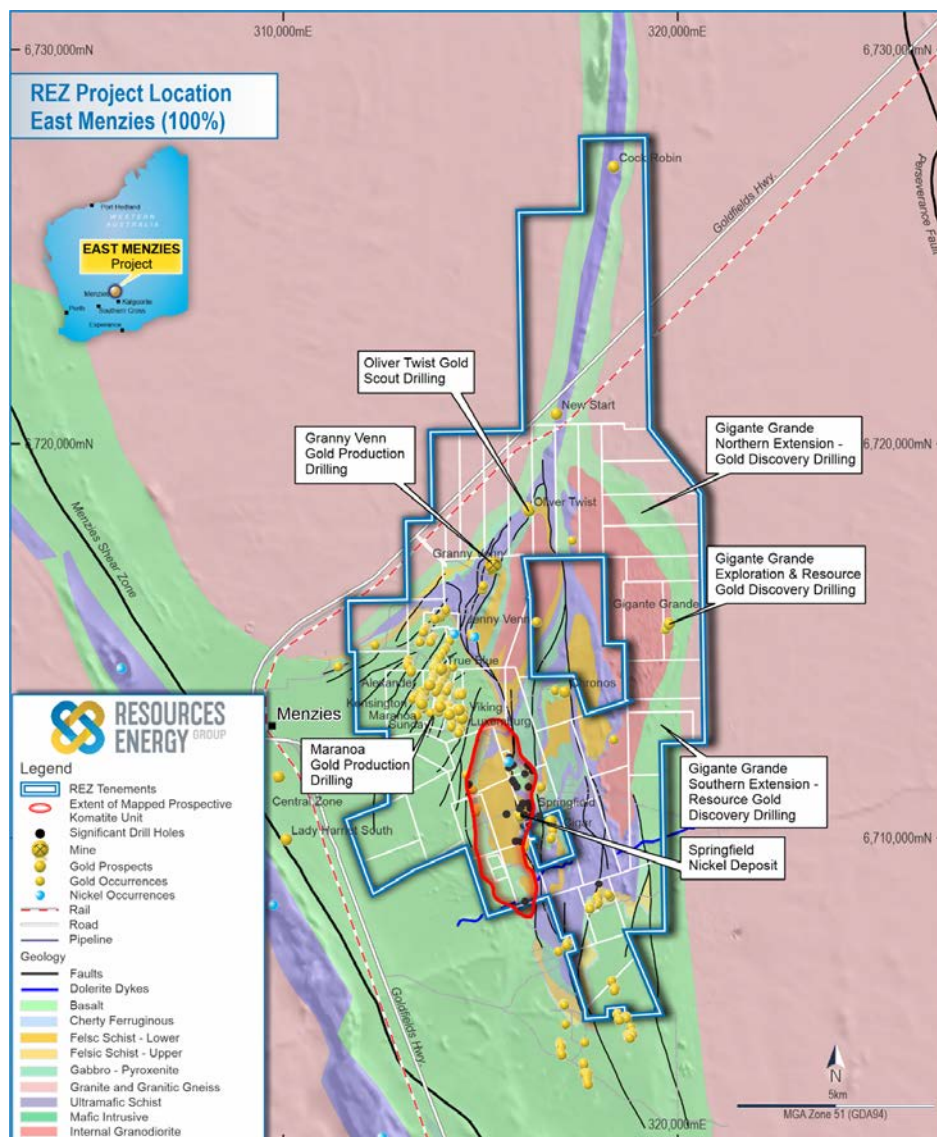 310,000mE
320,000mE
6,730,000mN
6,730,000mN
REZ Project Location
East Menzies (100%)
Port Hedland
WESTERN
AUSTRALIA
EAST MENZIES
Project
Menzies
Kalgoorlie
Perth
Southern Cross
Esperance
Cock Robin
Goldfields Hwy.
Perseverance Fault
Oliver Twist Gold
Scout Drilling
New Start
6,720,000mN
6,720,000mN
Granny Venn
Gold Production
Drilling
Gigante Grande
Northern Extension -
Gold Discovery Drilling
Oliver Twist
Menzies Shear Zone
Granny Venn
Gigante Grande
Exploration & Resource
Gold Discovery Drilling
Gigante Grande
Jenny Venn
True Blue
Alexander
Chronos
Kensington
Viking
Maranoa
Luxemburg
Sunday
Menzies
Maranoa
Gold Production
Drilling
Gigante Grande
Southern Extension -
Resource Gold
Discovery Drilling
Central Zone
Springfield
Cigar
Lady Harriet South
6,710,000mN
Springfield
Nickel Deposit
RESOURCES
ENERGY GROUP
Legend
REZ Tenements
Extent of Mapped Prospective
Komatite Unit
Significant Drill Holes
Mine
Gold Prospects
Gold Occurrences
Nickel Occurrences
Rail
Road
Pipeline
Geology
Faults
Dolerite Dykes
Basalt
Cherty Ferruginous
Felsc Schist - Lower
Felsic Schist - Upper
Gabbro - Pyroxenite
Granite and Granitic Gneiss
Ultramafic Schist
Mafic Intrusive
Internal Granodiorite
Goldfields Hwy.
N
5km
MGA Zone 51 (GDA94)
320,000mE